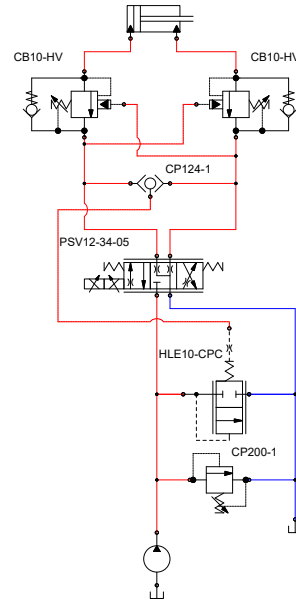 CB10-HV
CB10-HV
CP124-1
PSV12-34-05
HLE10-CPC
CP200-1